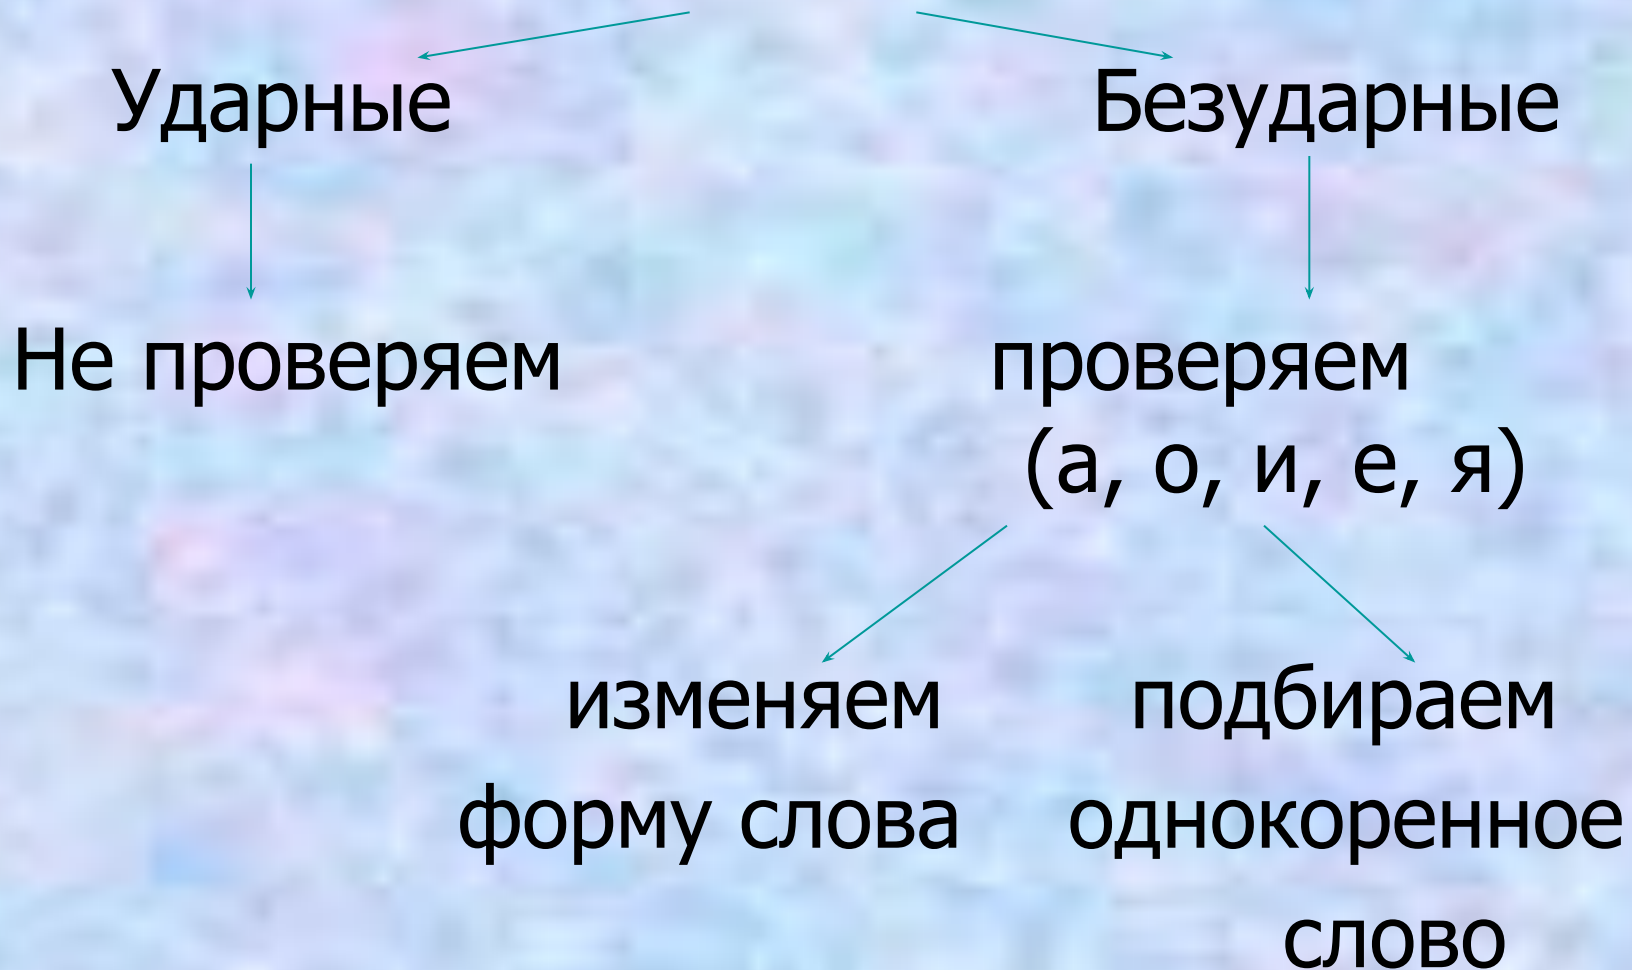 Ударные
Безударные
Не проверяем
проверяем
(а, о, и, е, я)
изменяем
форму слова
подбираем
однокоренное
слово